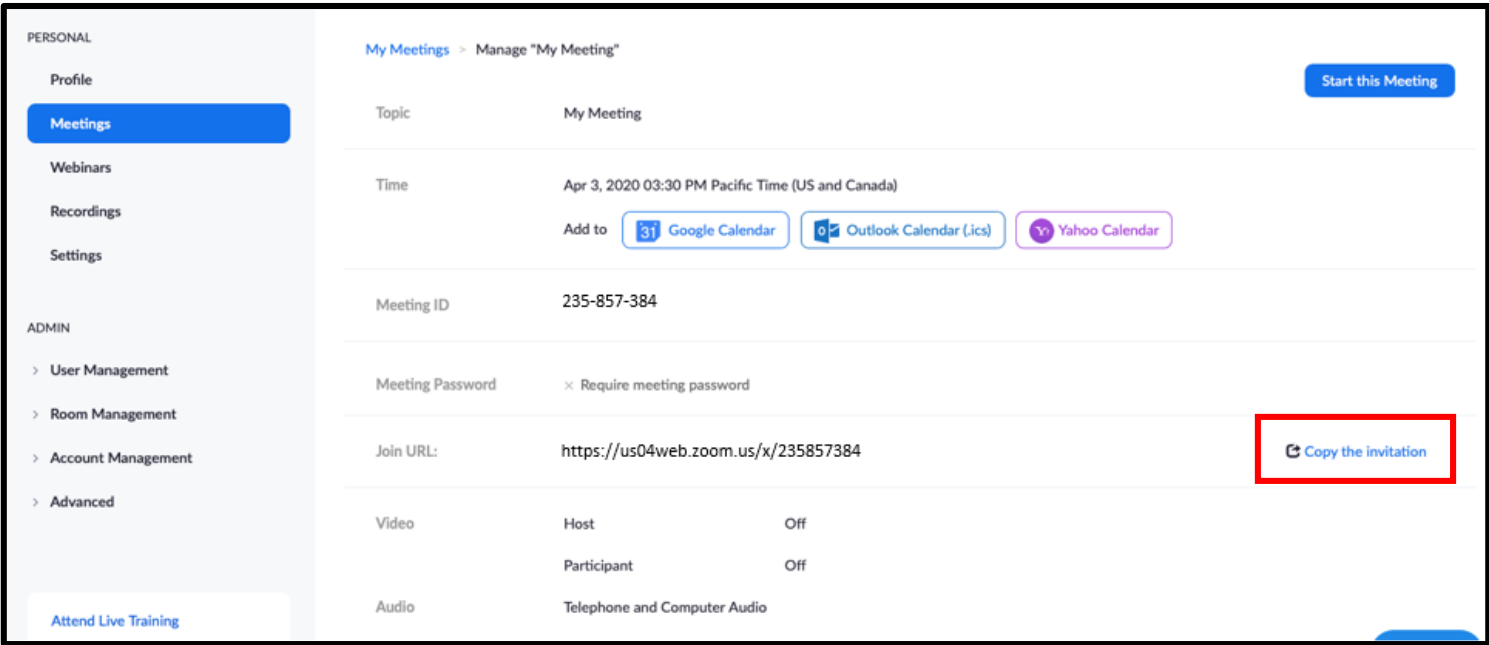 PERSONAL
Profile
Meetings
Webinars
Recordings
Settings
ADMIN
> User Management
> Room Management
> Account Management
> Advanced
Attend Live Training
My Meetings > Manage "My Meeting"
Start this Meeting
Topic My Meeting
Time Apr 3, 2020 03:30 PM Pacific Time (US and Canada)
Add to 31 Google Calendar Outlook Calendar (.ics) Yahoo Calendar
Meeting ID 235-857-384
Meeting Password × Require meeting password
Join URL: https://us04web.zoom.us/x/235857384 Copy the invitation
Video Host Off
Participant Off
Audio Telephone and Computer Audio